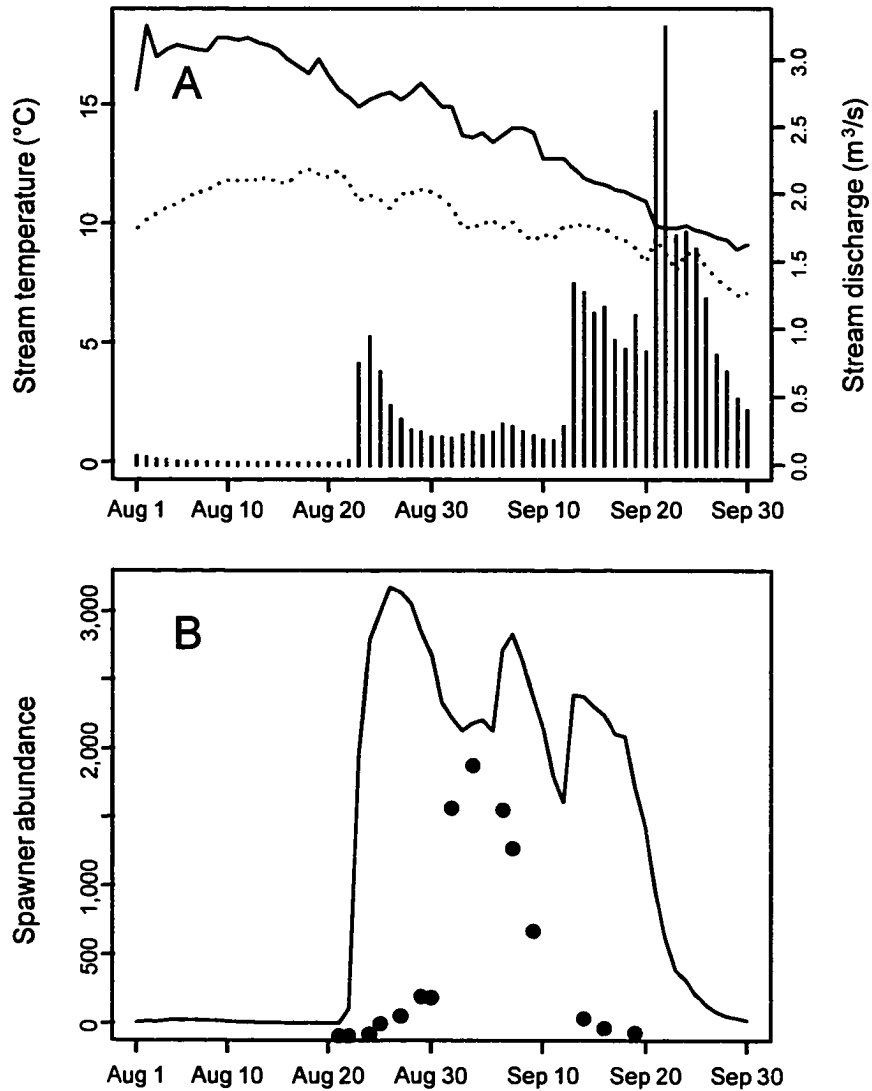 A
Stream temperature (°C)
15
10
5
0
Stream discharge (m³/s)
3.0
2.5
2.0
1.5
1.0
0.5
0.0
Aug 1 Aug 10 Aug 20 Aug 30 Sep 10 Sep 20 Sep 30
B
Spawner abundance
3,000
2,000
1,000
500
0
Aug 1 Aug 10 Aug 20 Aug 30 Sep 10 Sep 20 Sep 30